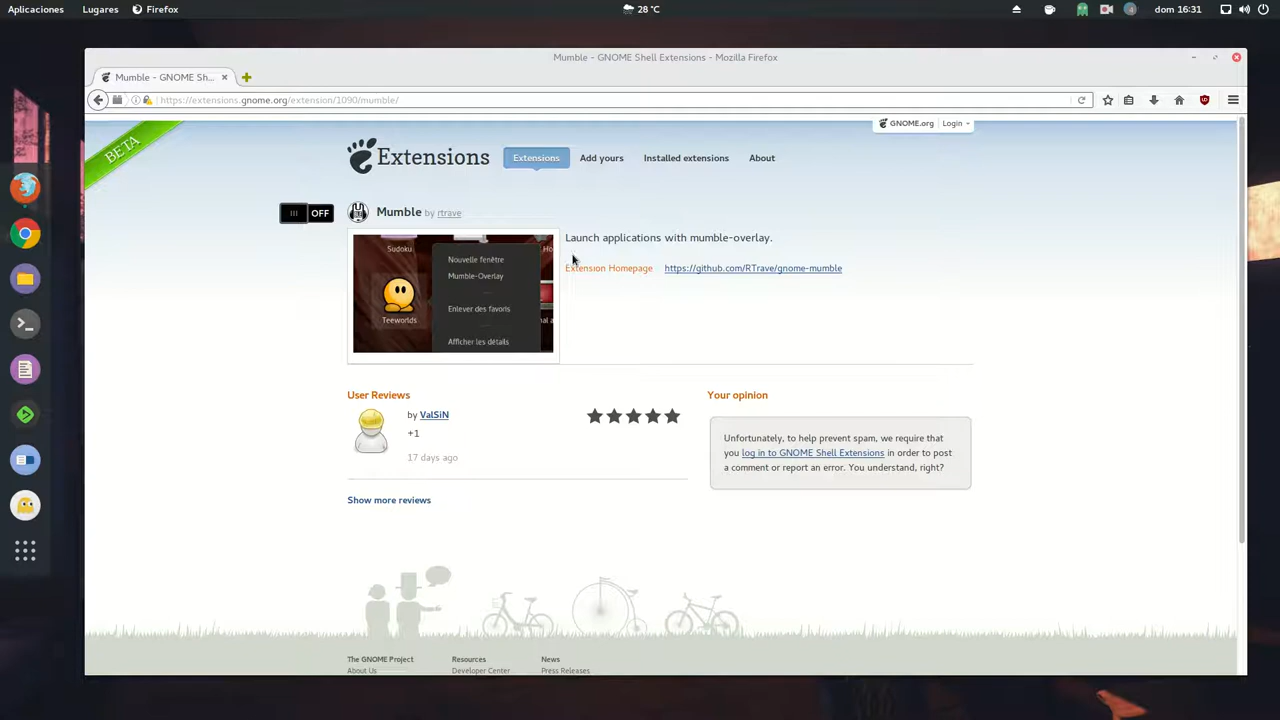 Aplicaciones Lugares Firefox 28 °C dom 16:31
Mumble - GNOME Shell Extensions - Mozilla Firefox
Mumble - GNOME Sh...
https://extensions.gnome.org/extension/1090/mumble/
GNOME.org Login
BETA
Extensions Extensions Add yours Installed extensions About
OFF Mumble by rtrave
Launch applications with mumble-overlay.
Extension Homepage https://github.com/RTrave/gnome-mumble
Sudoku
Nouvelle fenêtre
Mumble-Overlay
Enlever des favoris
Teeworlds
Afficher les détails
User Reviews
by ValSiN
+1
17 days ago
Show more reviews
Your opinion
Unfortunately, to help prevent spam, we require that
you log in to GNOME Shell Extensions in order to post
a comment or report an error. You understand, right?
The GNOME Project Resources News
About Us Developer Center Press Releases